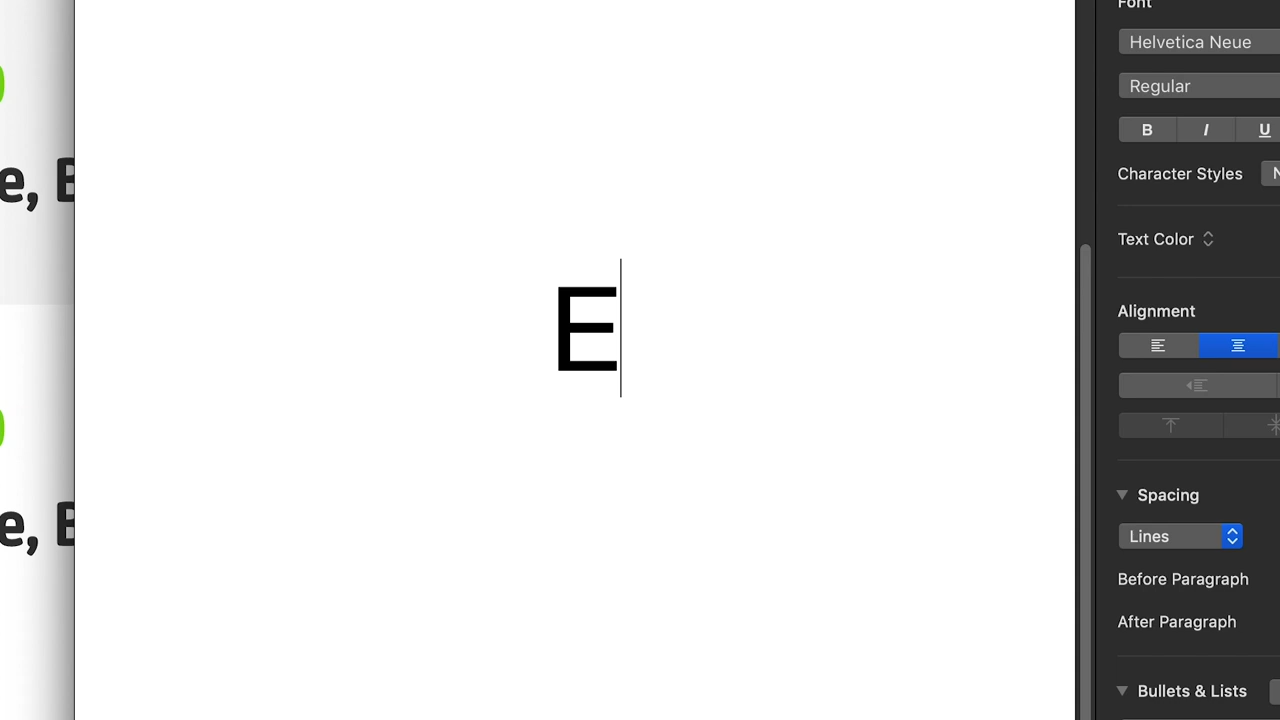 e, E
e, E
E
Font
Helvetica Neue
Regular
B I U
Character Styles
Text Color
Alignment
Spacing
Lines
Before Paragraph
After Paragraph
Bullets & Lists